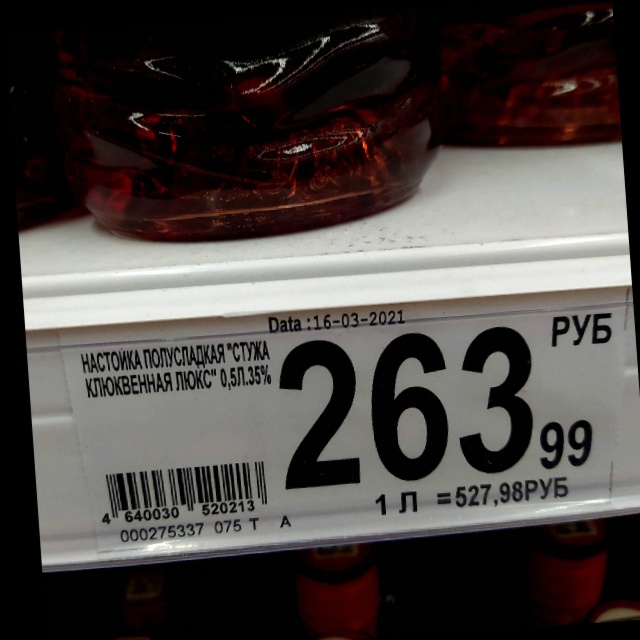 Data :16-03-2021
НАСТОЙКА ПОЛУСЛАДКАЯ "СТУЖА
КЛЮКВЕННАЯ ЛЮКС" 0,5Л.35%
263 99 РУБ
4 640030 520213
1 Л =527,98РУБ
000275337 075 Т А